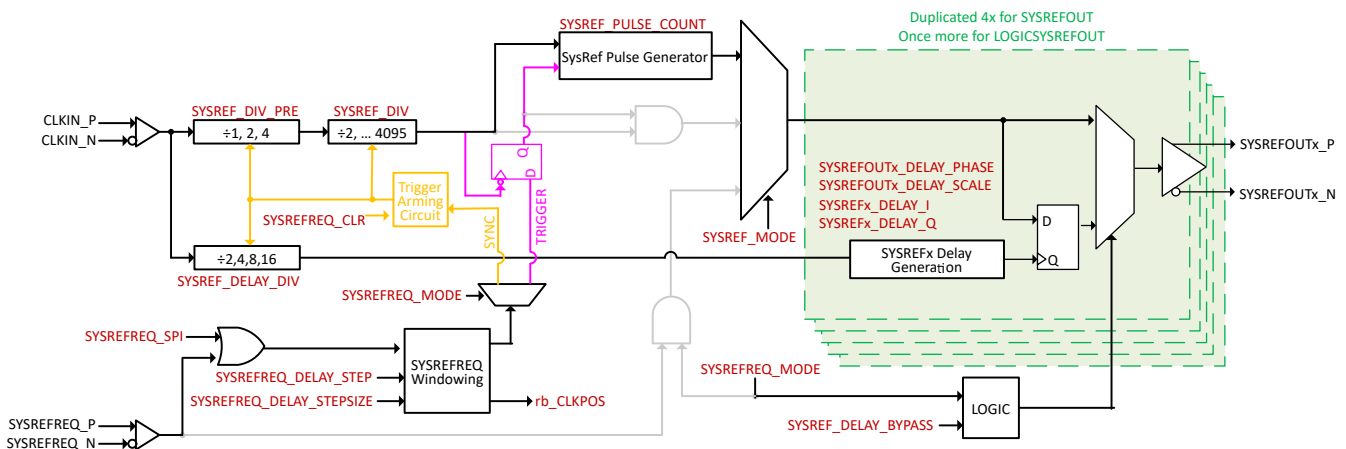 Duplicated 4x for SYSREFOUT
Once more for LOGICSYSREFOUT
SYSREF_PULSE_COUNT
SysRef Pulse Generator
SYSREF_DIV_PRE
SYSREF_DIV
÷1, 2, 4
÷2, ... 4095
CLKIN_P
CLKIN_N
Q
D
Trigger
Arming
Circuit
SYSREFREQ_CLR
SYNC
TRIGGER
SYSREF_MODE
SYSREFOUTx_DELAY_PHASE
SYSREFOUTx_DELAY_SCALE
SYSREFx_DELAY_I
SYSREFx_DELAY_Q
SYSREFx Delay
Generation
D
Q
SYSREFOUTx_P
SYSREFOUTx_N
÷2,4,8,16
SYSREF_DELAY_DIV
SYSREFREQ_MODE
SYSREFREQ_SPI
SYSREFREQ
Windowing
SYSREFREQ_DELAY_STEP
SYSREFREQ_DELAY_STEPSIZE
rb_CLKPOS
SYSREFREQ_MODE
LOGIC
SYSREF_DELAY_BYPASS
SYSREFREQ_P
SYSREFREQ_N